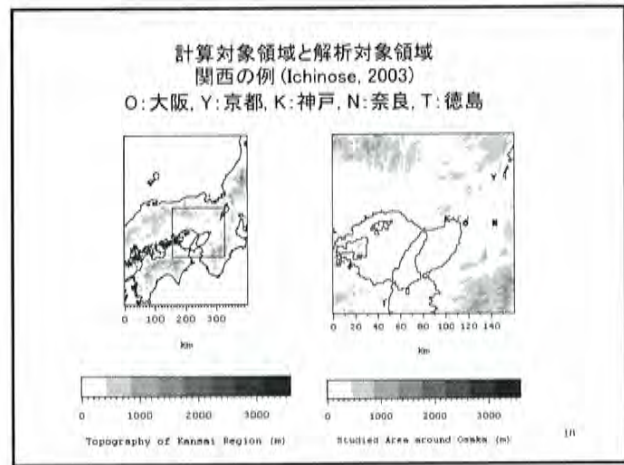 計算対象領域と解析対象領域
関西の例 (Ichinose, 2003)
O:大阪, Y:京都, K:神戸, N:奈良, T:徳島
Y
K O N
T
0 100 200 300
km
0 20 40 60 80 100 120 140
km
0 1000 2000 3000
Topography of Kansai Region (m)
0 1000 2000 3000
Studied Area around Osaka (m)